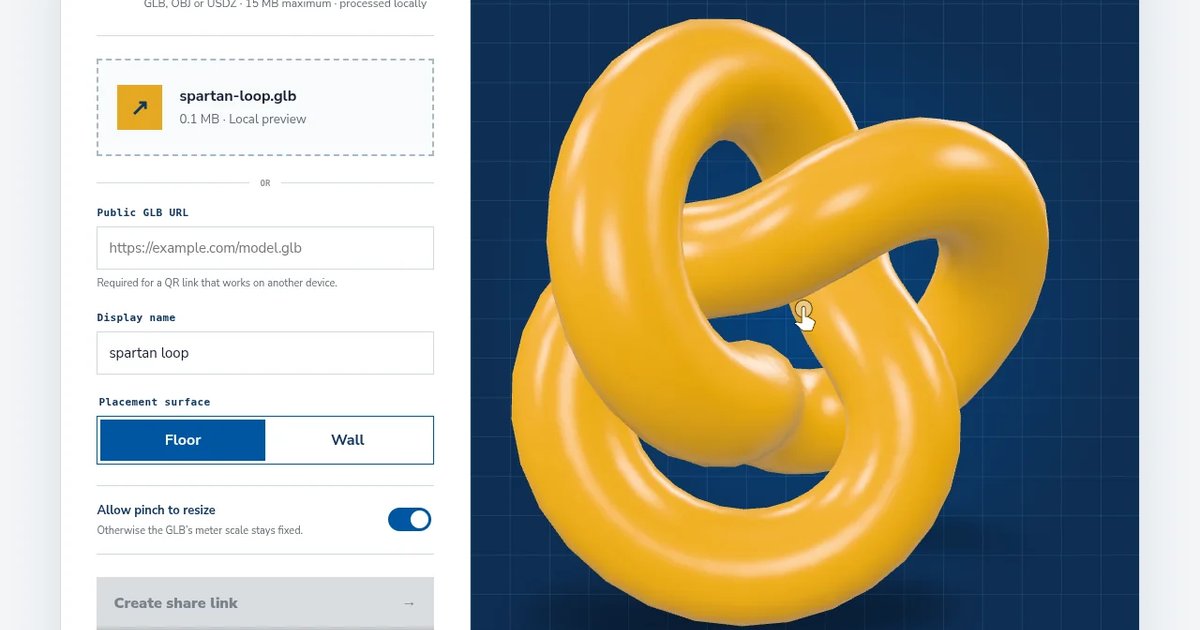 GLB, OBJ or USDZ · 15 MB maximum · processed locally
spartan-loop.glb
0.1 MB · Local preview
OR
Public GLB URL
https://example.com/model.glb
Required for a QR link that works on another device.
Display name
spartan loop
Placement surface
Floor Wall
Allow pinch to resize
Otherwise the GLB's meter scale stays fixed.
Create share link →